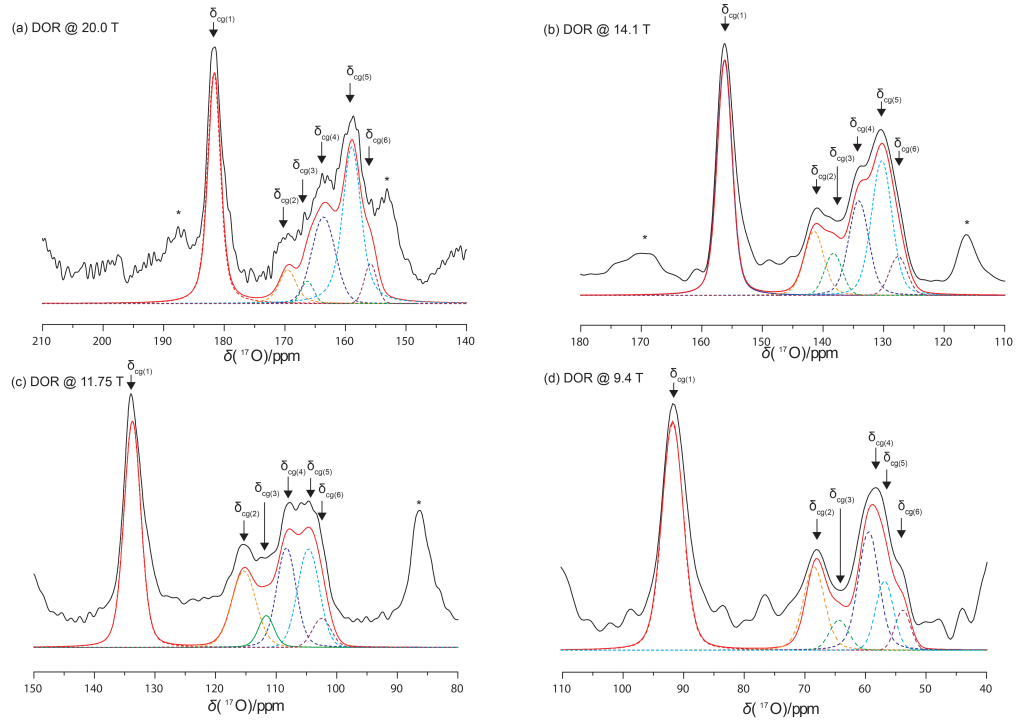 (a) DOR @ 20.0 T
δcg(1)
δcg(2)
δcg(3)
δcg(4)
δcg(5)
δcg(6)
*
*
210 200 190 180 170 160 150 140
δ( 17O)/ppm
(b) DOR @ 14.1 T
δcg(1)
δcg(2)
δcg(3)
δcg(4)
δcg(5)
δcg(6)
*
*
180 170 160 150 140 130 120 110
δ( 17O)/ppm
(c) DOR @ 11.75 T
δcg(1)
δcg(2)
δcg(3)
δcg(4)
δcg(5)
δcg(6)
*
150 140 130 120 110 100 90 80
δ( 17O)/ppm
(d) DOR @ 9.4 T
δcg(1)
δcg(2)
δcg(3)
δcg(4)
δcg(5)
δcg(6)
110 100 90 80 70 60 50 40
δ( 17O)/ppm